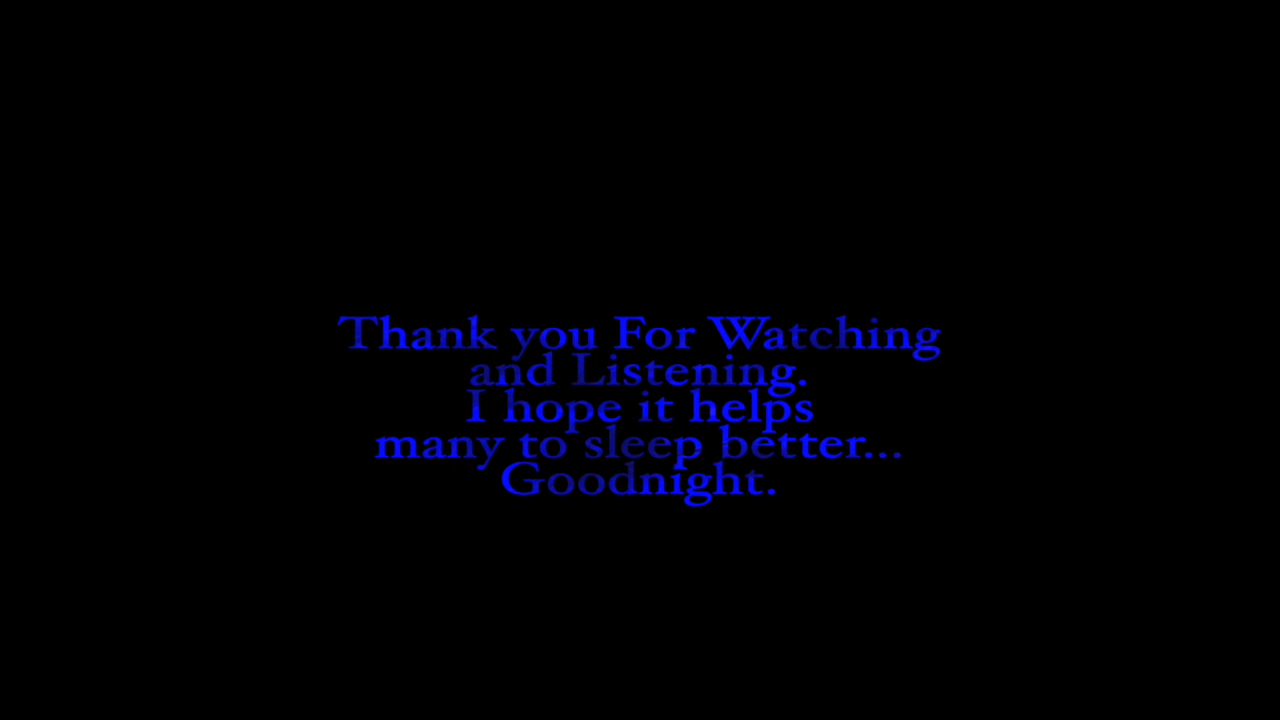 Thank you For Watching
and Listening.
I hope it helps
many to sleep better...
Goodnight.